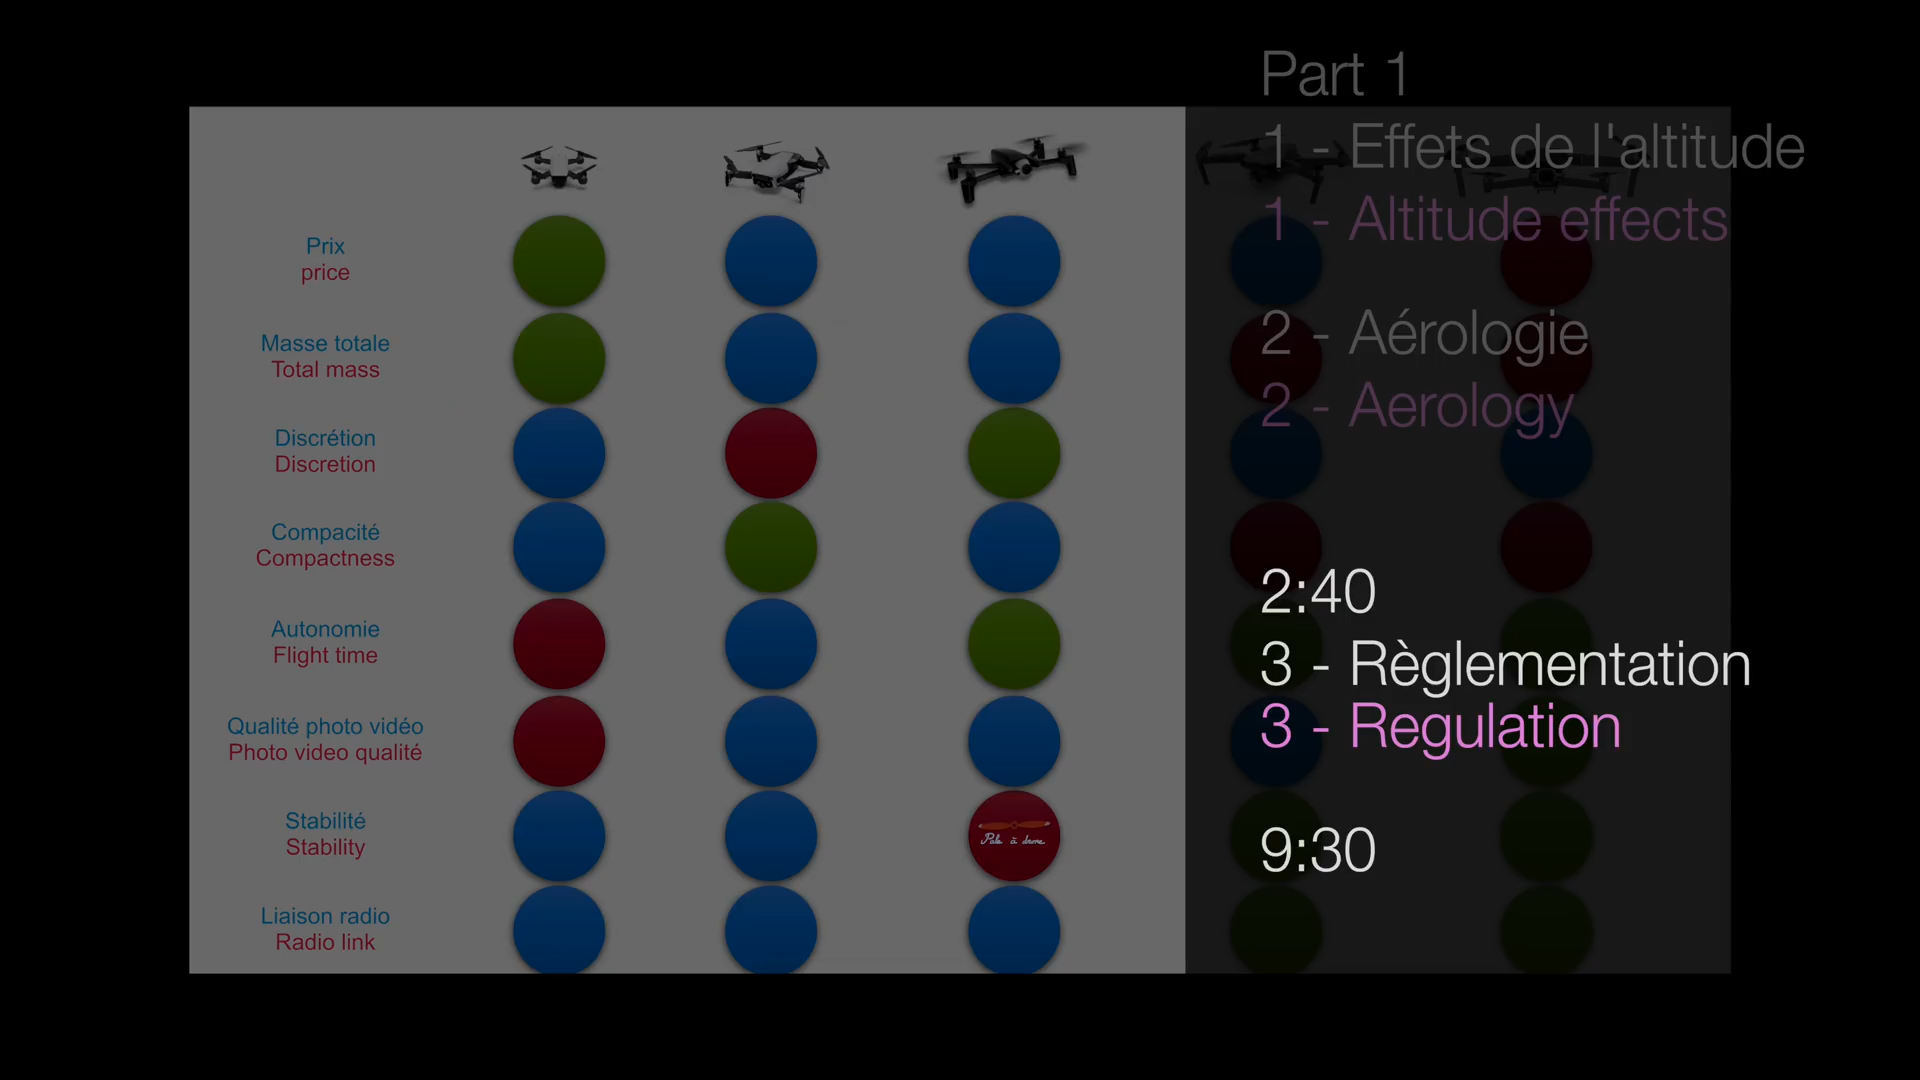 Prix
price
Masse totale
Total mass
Discrétion
Discretion
Compacité
Compactness
Autonomie
Flight time
Qualité photo vidéo
Photo video qualité
Stabilité
Stability
Liaison radio
Radio link
Pale à dame
Part 1
1 - Effets de l'altitude
1 - Altitude effects
2 - Aérologie
2 - Aerology
2:40
3 - Règlementation
3 - Regulation
9:30